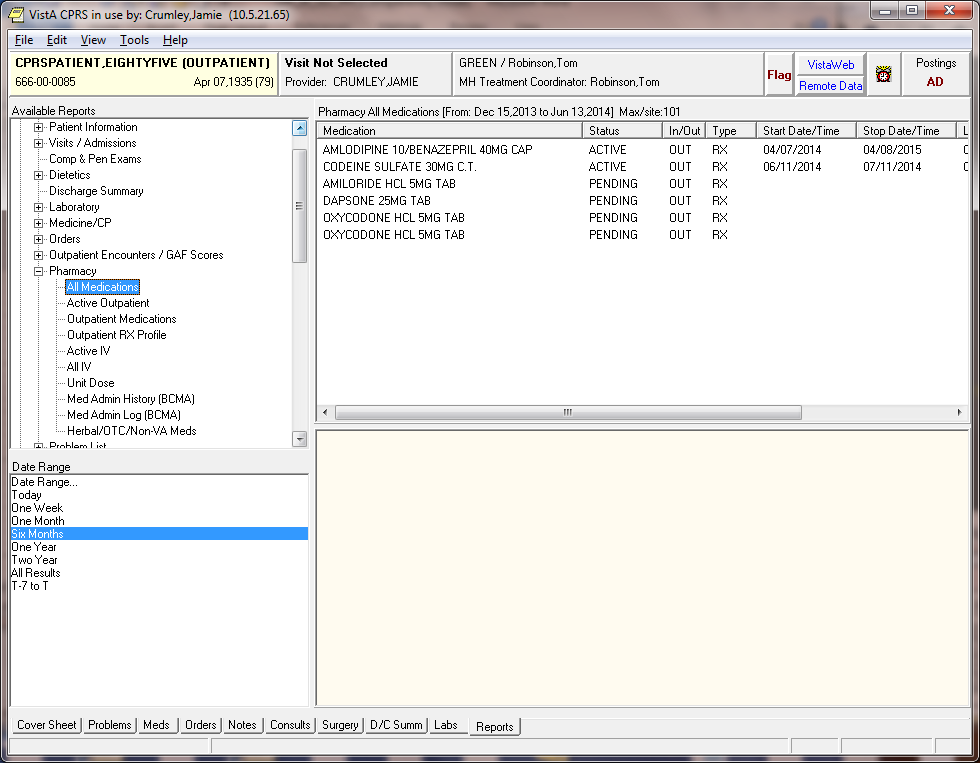 VistA CPRS in use by: Crumley,Jamie (10.5.21.65)
File Edit View Tools Help
CPRSPATIENT,EIGHTYFIVE (OUTPATIENT)
666-00-0085 Apr 07,1935 (79)
Visit Not Selected
Provider: CRUMLEY,JAMIE
GREEN / Robinson,Tom
MH Treatment Coordinator: Robinson,Tom
Flag
VistaWeb
Remote Data
Postings
AD
Available Reports
Patient Information
Visits / Admissions
Comp & Pen Exams
Dietetics
Discharge Summary
Laboratory
Medicine/CP
Orders
Outpatient Encounters / GAF Scores
Pharmacy
All Medications
Active Outpatient
Outpatient Medications
Outpatient RX Profile
Active IV
All IV
Unit Dose
Med Admin History (BCMA)
Med Admin Log (BCMA)
Herbal/OTC/Non-VA Meds
Problem List
Pharmacy All Medications [From: Dec 15,2013 to Jun 13,2014] Max/site:101
Medication Status In/Out Type Start Date/Time Stop Date/Time L
AMLODIPINE 10/BENAZEPRIL 40MG CAP ACTIVE OUT RX 04/07/2014 04/08/2015
CODEINE SULFATE 30MG C.T. ACTIVE OUT RX 06/11/2014 07/11/2014
AMILORIDE HCL 5MG TAB PENDING OUT RX
DAPSONE 25MG TAB PENDING OUT RX
OXYCODONE HCL 5MG TAB PENDING OUT RX
OXYCODONE HCL 5MG TAB PENDING OUT RX
Date Range
Date Range...
Today
One Week
One Month
Six Months
One Year
Two Year
All Results
T-7 to T
Cover Sheet Problems Meds Orders Notes Consults Surgery D/C Summ Labs Reports